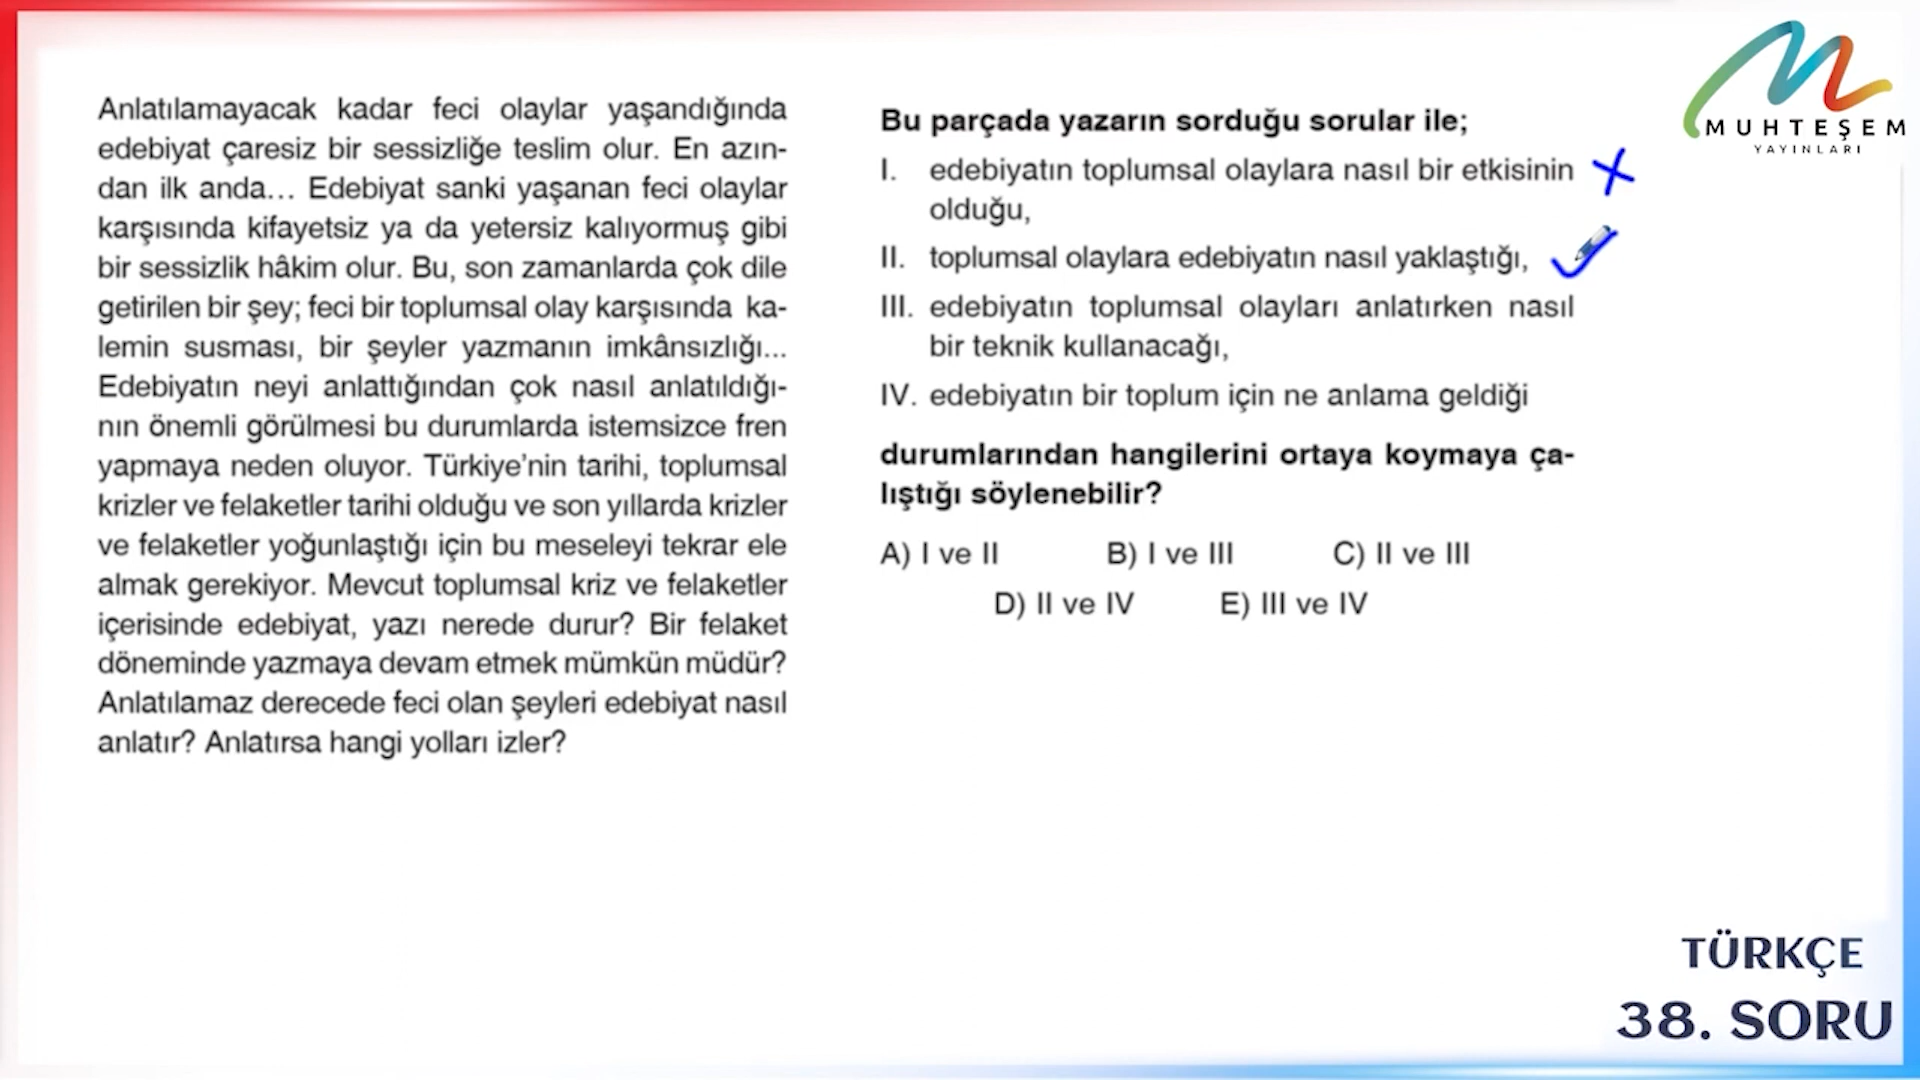 Anlatılamayacak kadar feci olaylar yaşandığında
edebiyat çaresiz bir sessizliğe teslim olur. En azın-
dan ilk anda... Edebiyat sanki yaşanan feci olaylar
karşısında kifayetsiz ya da yetersiz kalıyormuş gibi
bir sessizlik hâkim olur. Bu, son zamanlarda çok dile
getirilen bir şey; feci bir toplumsal olay karşısında ka-
lemin susması, bir şeyler yazmanın imkânsızlığı...
Edebiyatın neyi anlattığından çok nasıl anlatıldığı-
nın önemli görülmesi bu durumlarda istemsizce fren
yapmaya neden oluyor. Türkiye'nin tarihi, toplumsal
krizler ve felaketler tarihi olduğu ve son yıllarda krizler
ve felaketler yoğunlaştığı için bu meseleyi tekrar ele
almak gerekiyor. Mevcut toplumsal kriz ve felaketler
içerisinde edebiyat, yazı nerede durur? Bir felaket
döneminde yazmaya devam etmek mümkün müdür?
Anlatılamaz derecede feci olan şeyleri edebiyat nasıl
anlatır? Anlatırsa hangi yolları izler?
Bu parçada yazarın sorduğu sorular ile;
I. edebiyatın toplumsal olaylara nasıl bir etkisinin
olduğu,
II. toplumsal olaylara edebiyatın nasıl yaklaştığı,
III. edebiyatın toplumsal olayları anlatırken nasıl
bir teknik kullanacağı,
IV. edebiyatın bir toplum için ne anlama geldiği
durumlarından hangilerini ortaya koymaya ça-
lıştığı söylenebilir?
A) I ve II B) I ve III C) II ve III
D) II ve IV E) III ve IV
MUHTEŞEM
YAYINLARI
TÜRKÇE
38. SORU